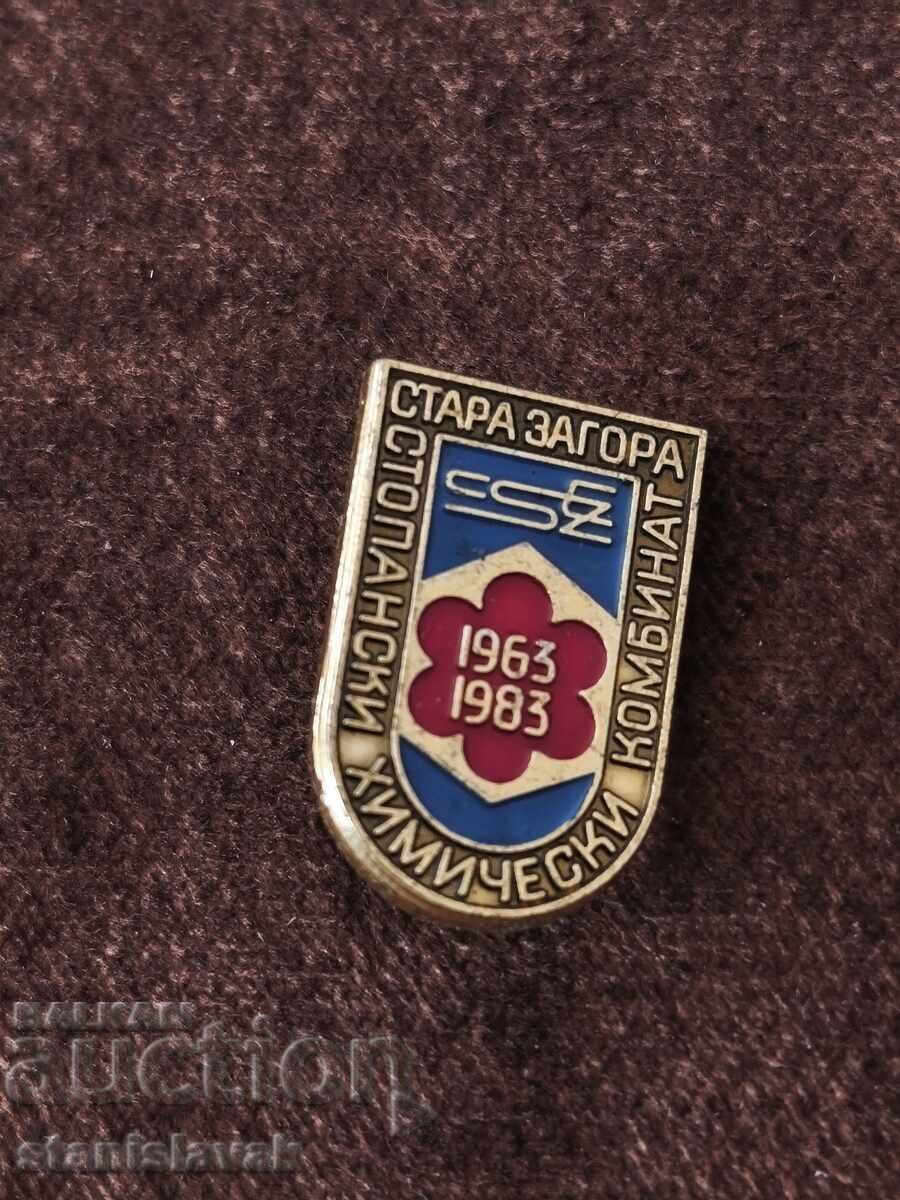 СТАРА ЗАГОРА
СТОПАНСКИ ХИМИЧЕСКИ КОМБИНАТ
1963
1983
BALKAN
auction
stanislavak